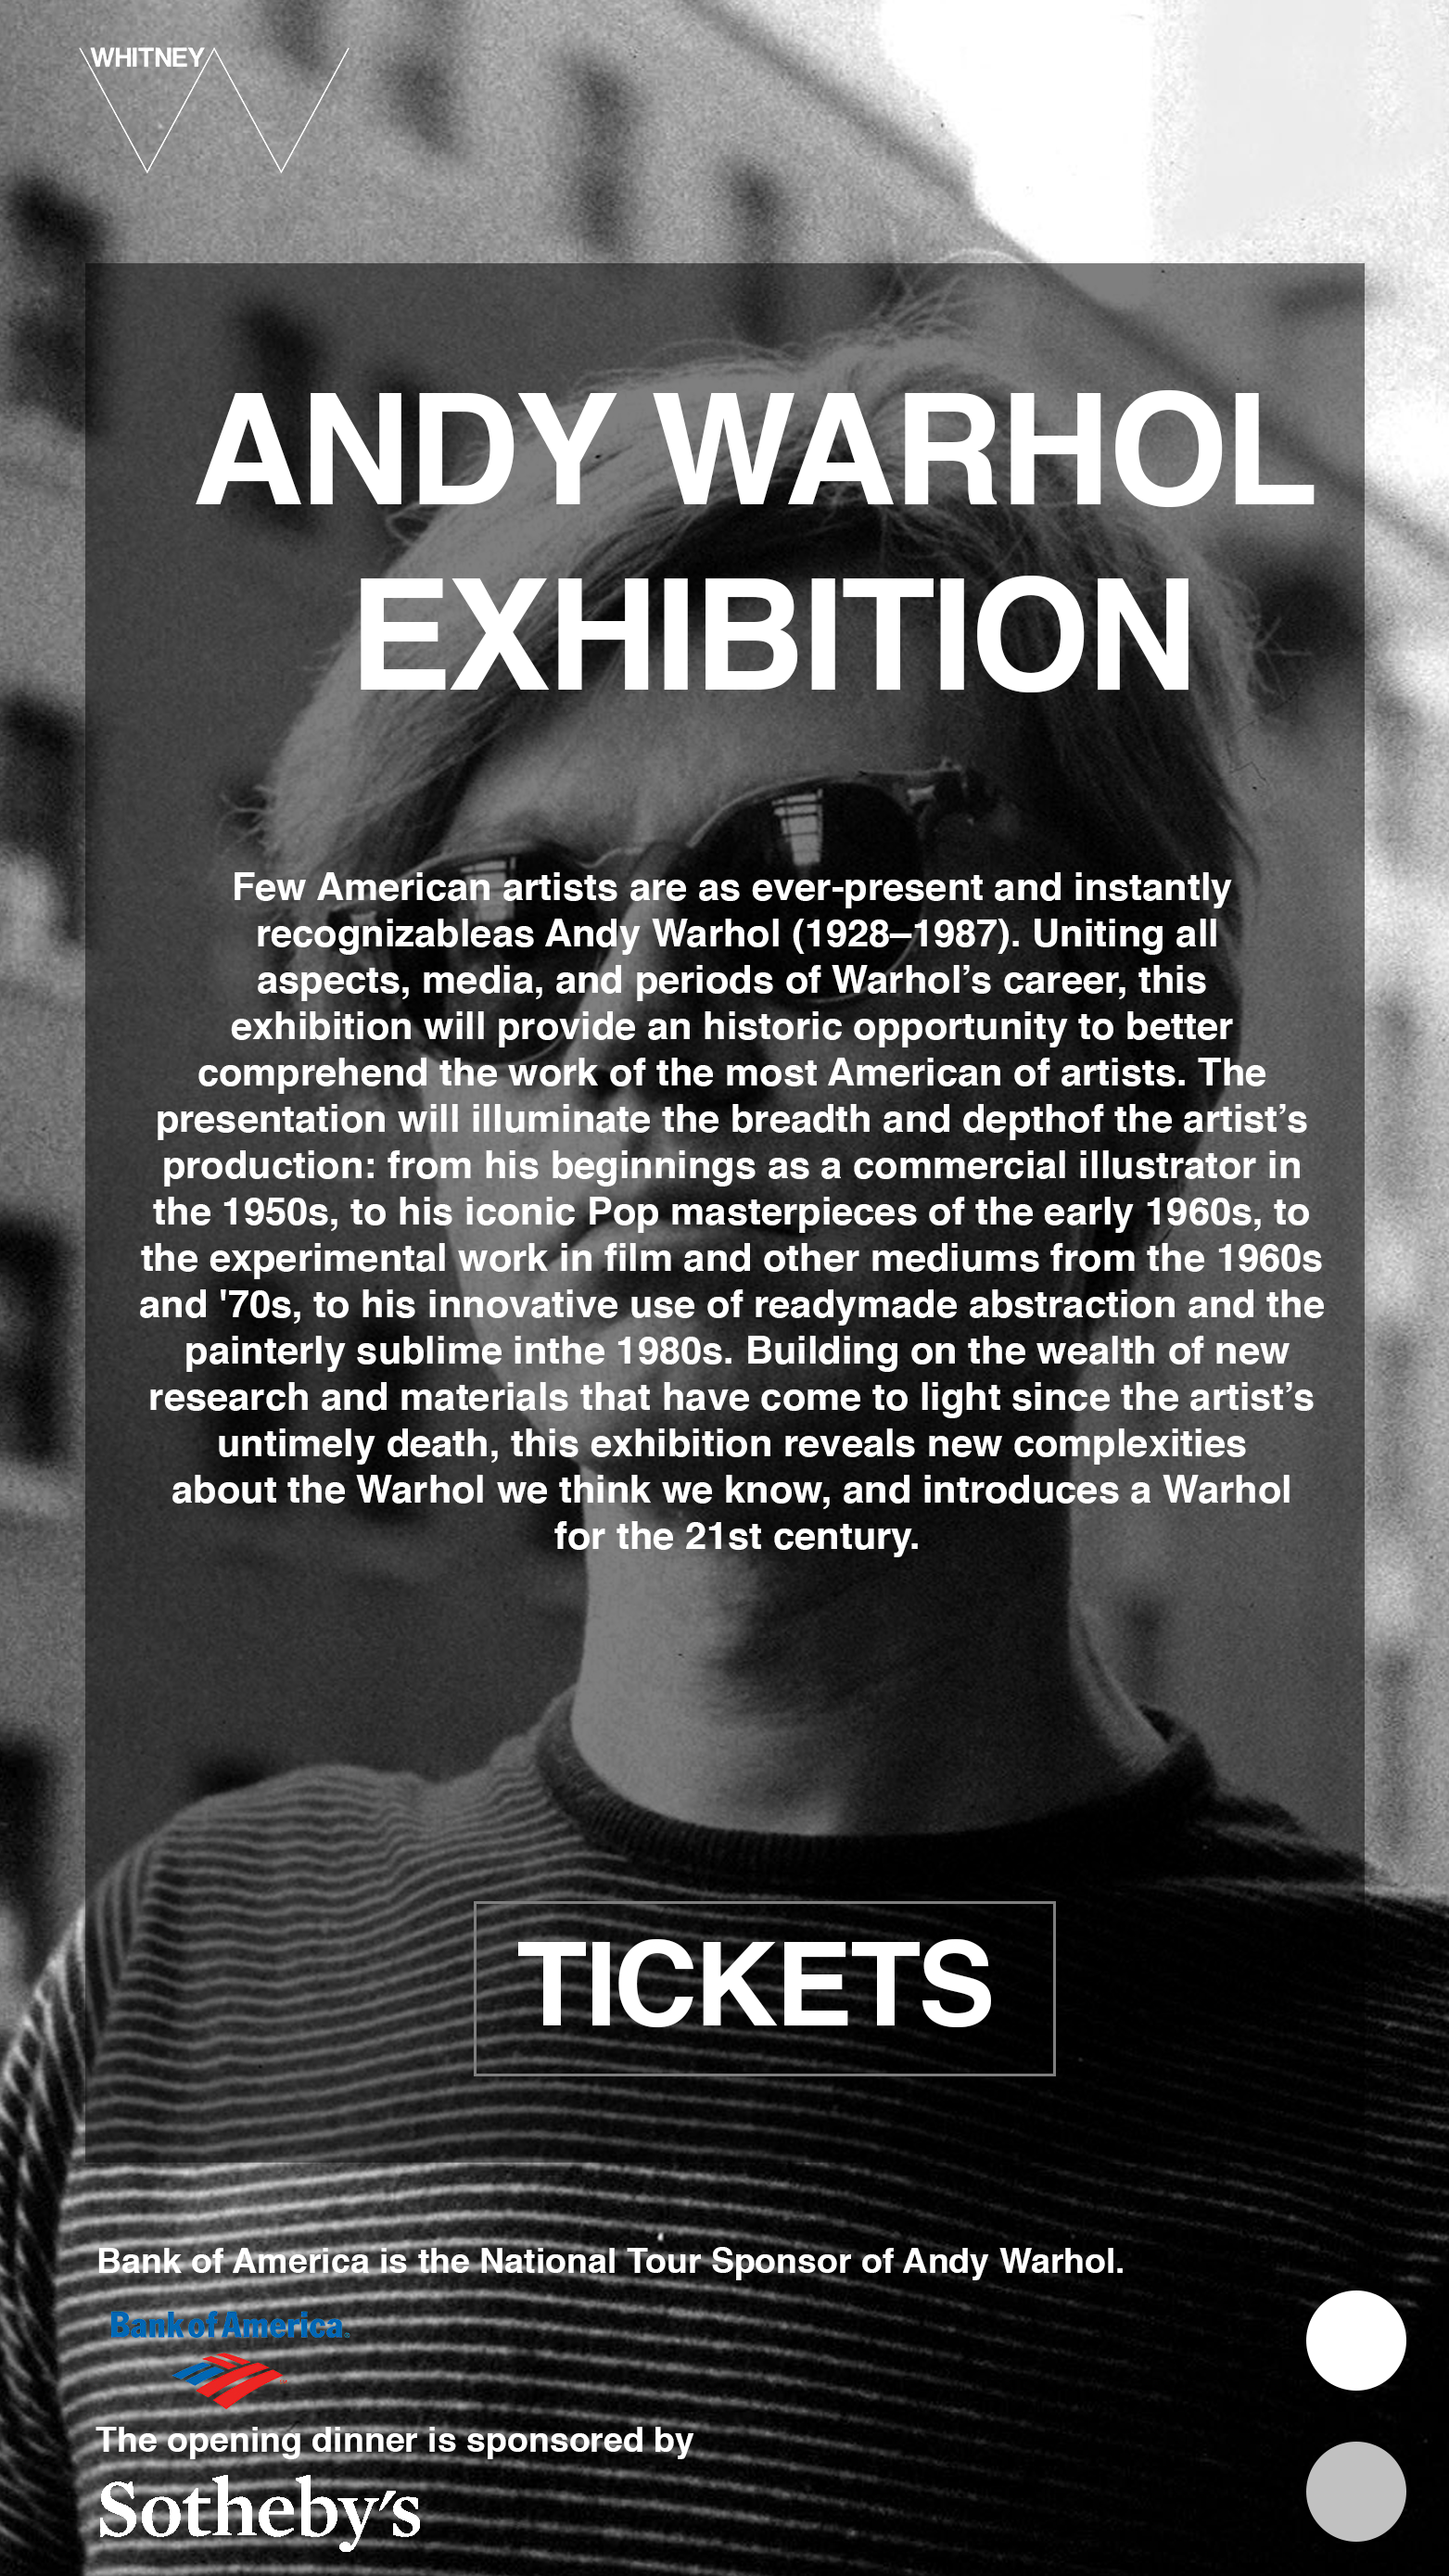 WHITNEY
ANDY WARHOL
EXHIBITION
Few American artists are as ever-present and instantly
recognizableas Andy Warhol (1928–1987). Uniting all
aspects, media, and periods of Warhol’s career, this
exhibition will provide an historic opportunity to better
comprehend the work of the most American of artists. The
presentation will illuminate the breadth and depthof the artist’s
production: from his beginnings as a commercial illustrator in
the 1950s, to his iconic Pop masterpieces of the early 1960s, to
the experimental work in film and other mediums from the 1960s
and '70s, to his innovative use of readymade abstraction and the
painterly sublime inthe 1980s. Building on the wealth of new
research and materials that have come to light since the artist’s
untimely death, this exhibition reveals new complexities
about the Warhol we think we know, and introduces a Warhol
for the 21st century.
TICKETS
Bank of America is the National Tour Sponsor of Andy Warhol.
Bank of America
The opening dinner is sponsored by
Sotheby's